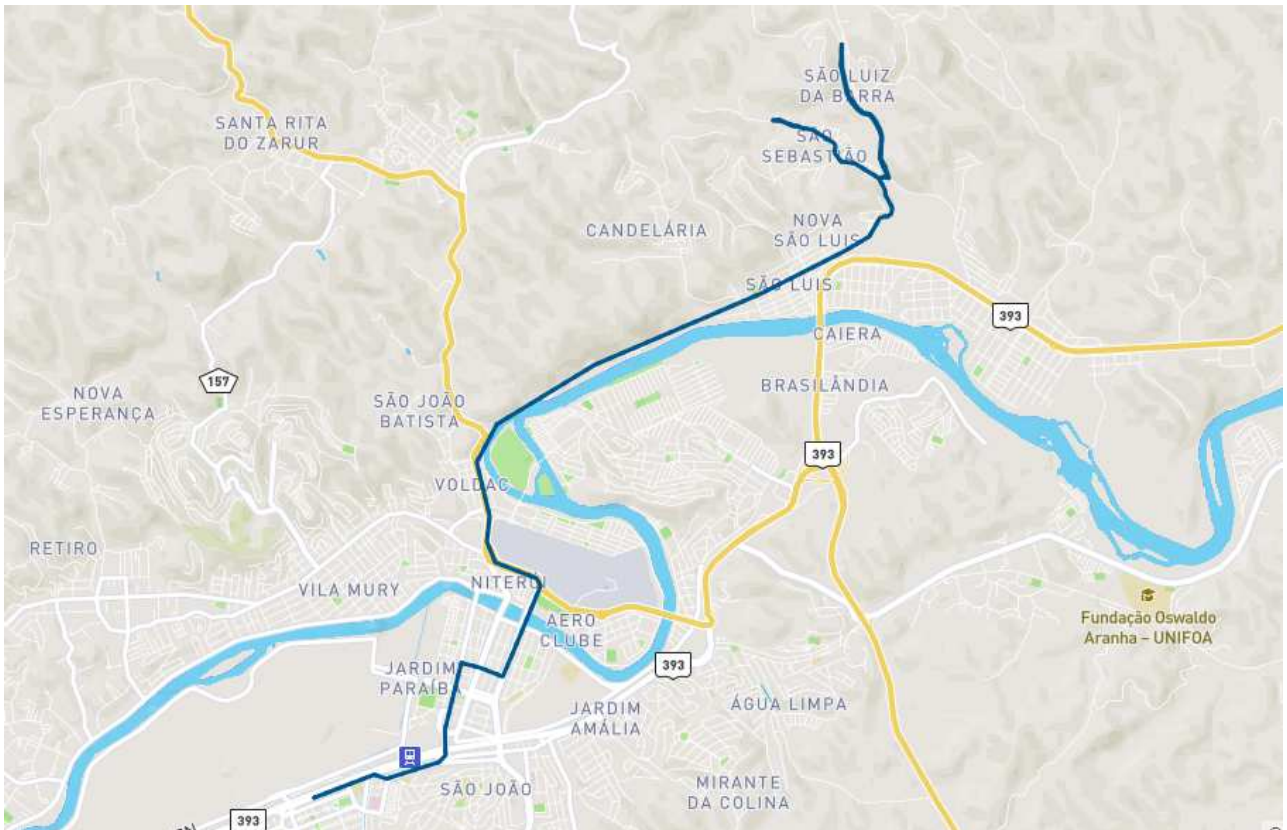 SÃO LUIZ
DA BARRA
SANTA RITA
DO ZARUR
SÃO
SEBASTIÃO
CANDELÁRIA
NOVA
SÃO LUIS
SÃO LUIS
393
CAIERA
157
NOVA
ESPERANÇA
SÃO JOÃO
BATISTA
BRASILÂNDIA
393
VOLDAC
RETIRO
VILA MURY
NITERÓI
AERO
CLUBE
Fundação Oswaldo
Aranha – UNIFOA
393
JARDIM
PARAÍBA
JARDIM
AMÁLIA
ÁGUA LIMPA
SÃO JOÃO
MIRANTE
DA COLINA
393